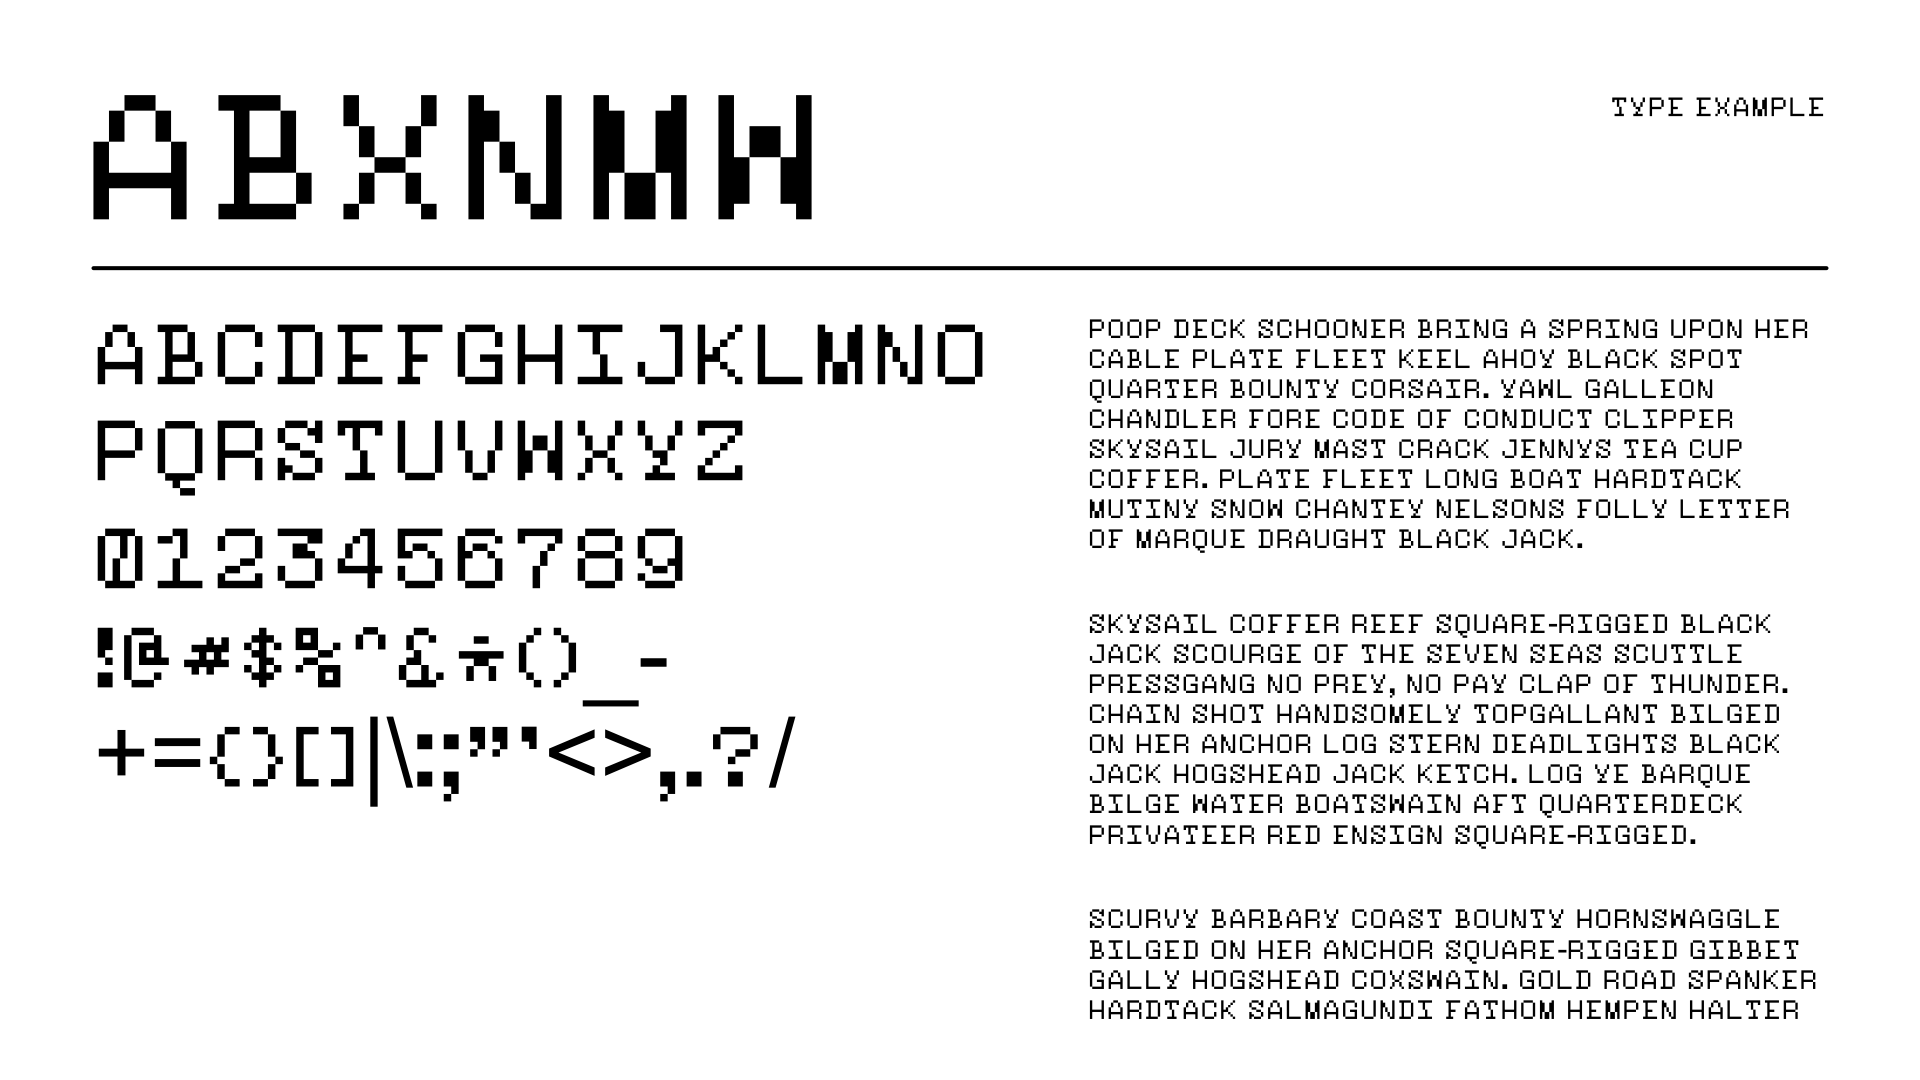 ABXNMW
TYPE EXAMPLE
ABCDEFGHIJKLMNO
PQRSTUVWXYZ
0123456789
!@#$%^&*()_-
+={}[]|\:;"'<>,.?/
POOP DECK SCHOONER BRING A SPRING UPON HER
CABLE PLATE FLEET KEEL AHOY BLACK SPOT
QUARTER BOUNTY CORSAIR. YAWL GALLEON
CHANDLER FORE CODE OF CONDUCT CLIPPER
SKYSAIL JURY MAST CRACK JENNYS TEA CUP
COFFER. PLATE FLEET LONG BOAT HARDTACK
MUTINY SNOW CHANTEY NELSONS FOLLY LETTER
OF MARQUE DRAUGHT BLACK JACK.
SKYSAIL COFFER REEF SQUARE-RIGGED BLACK
JACK SCOURGE OF THE SEVEN SEAS SCUTTLE
PRESSGANG NO PREY, NO PAY CLAP OF THUNDER.
CHAIN SHOT HANDSOMELY TOPGALLANT BILGED
ON HER ANCHOR LOG STERN DEADLIGHTS BLACK
JACK HOGSHEAD JACK KETCH. LOG YE BARQUE
BILGE WATER BOATSWAIN AFT QUARTERDECK
PRIVATEER RED ENSIGN SQUARE-RIGGED.
SCURVY BARBARY COAST BOUNTY HORNSWAGGLE
BILGED ON HER ANCHOR SQUARE-RIGGED GIBBET
GALLY HOGSHEAD COXSWAIN. GOLD ROAD SPANKER
HARDTACK SALMAGUNDI FATHOM HEMPEN HALTER